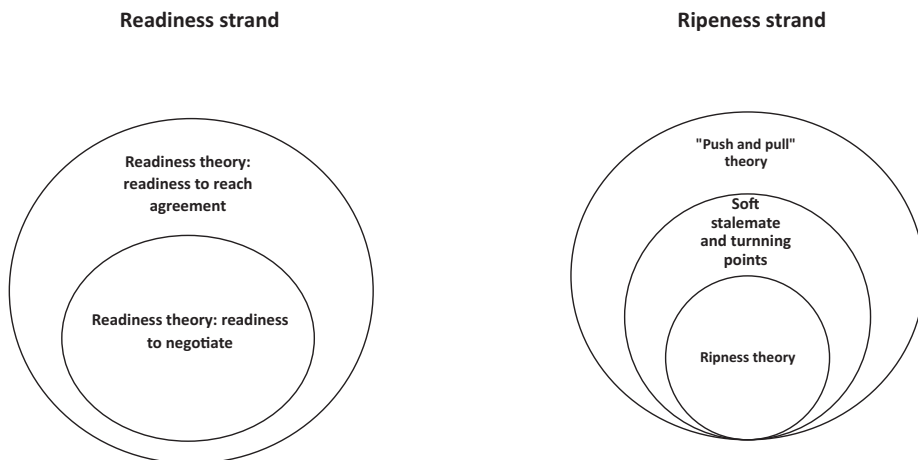 Readiness strand
Ripeness strand
Readiness theory:
readiness to reach
agreement
Readiness theory: readiness
to negotiate
"Push and pull"
theory
Soft
stalemate
and turnning
points
Ripness theory